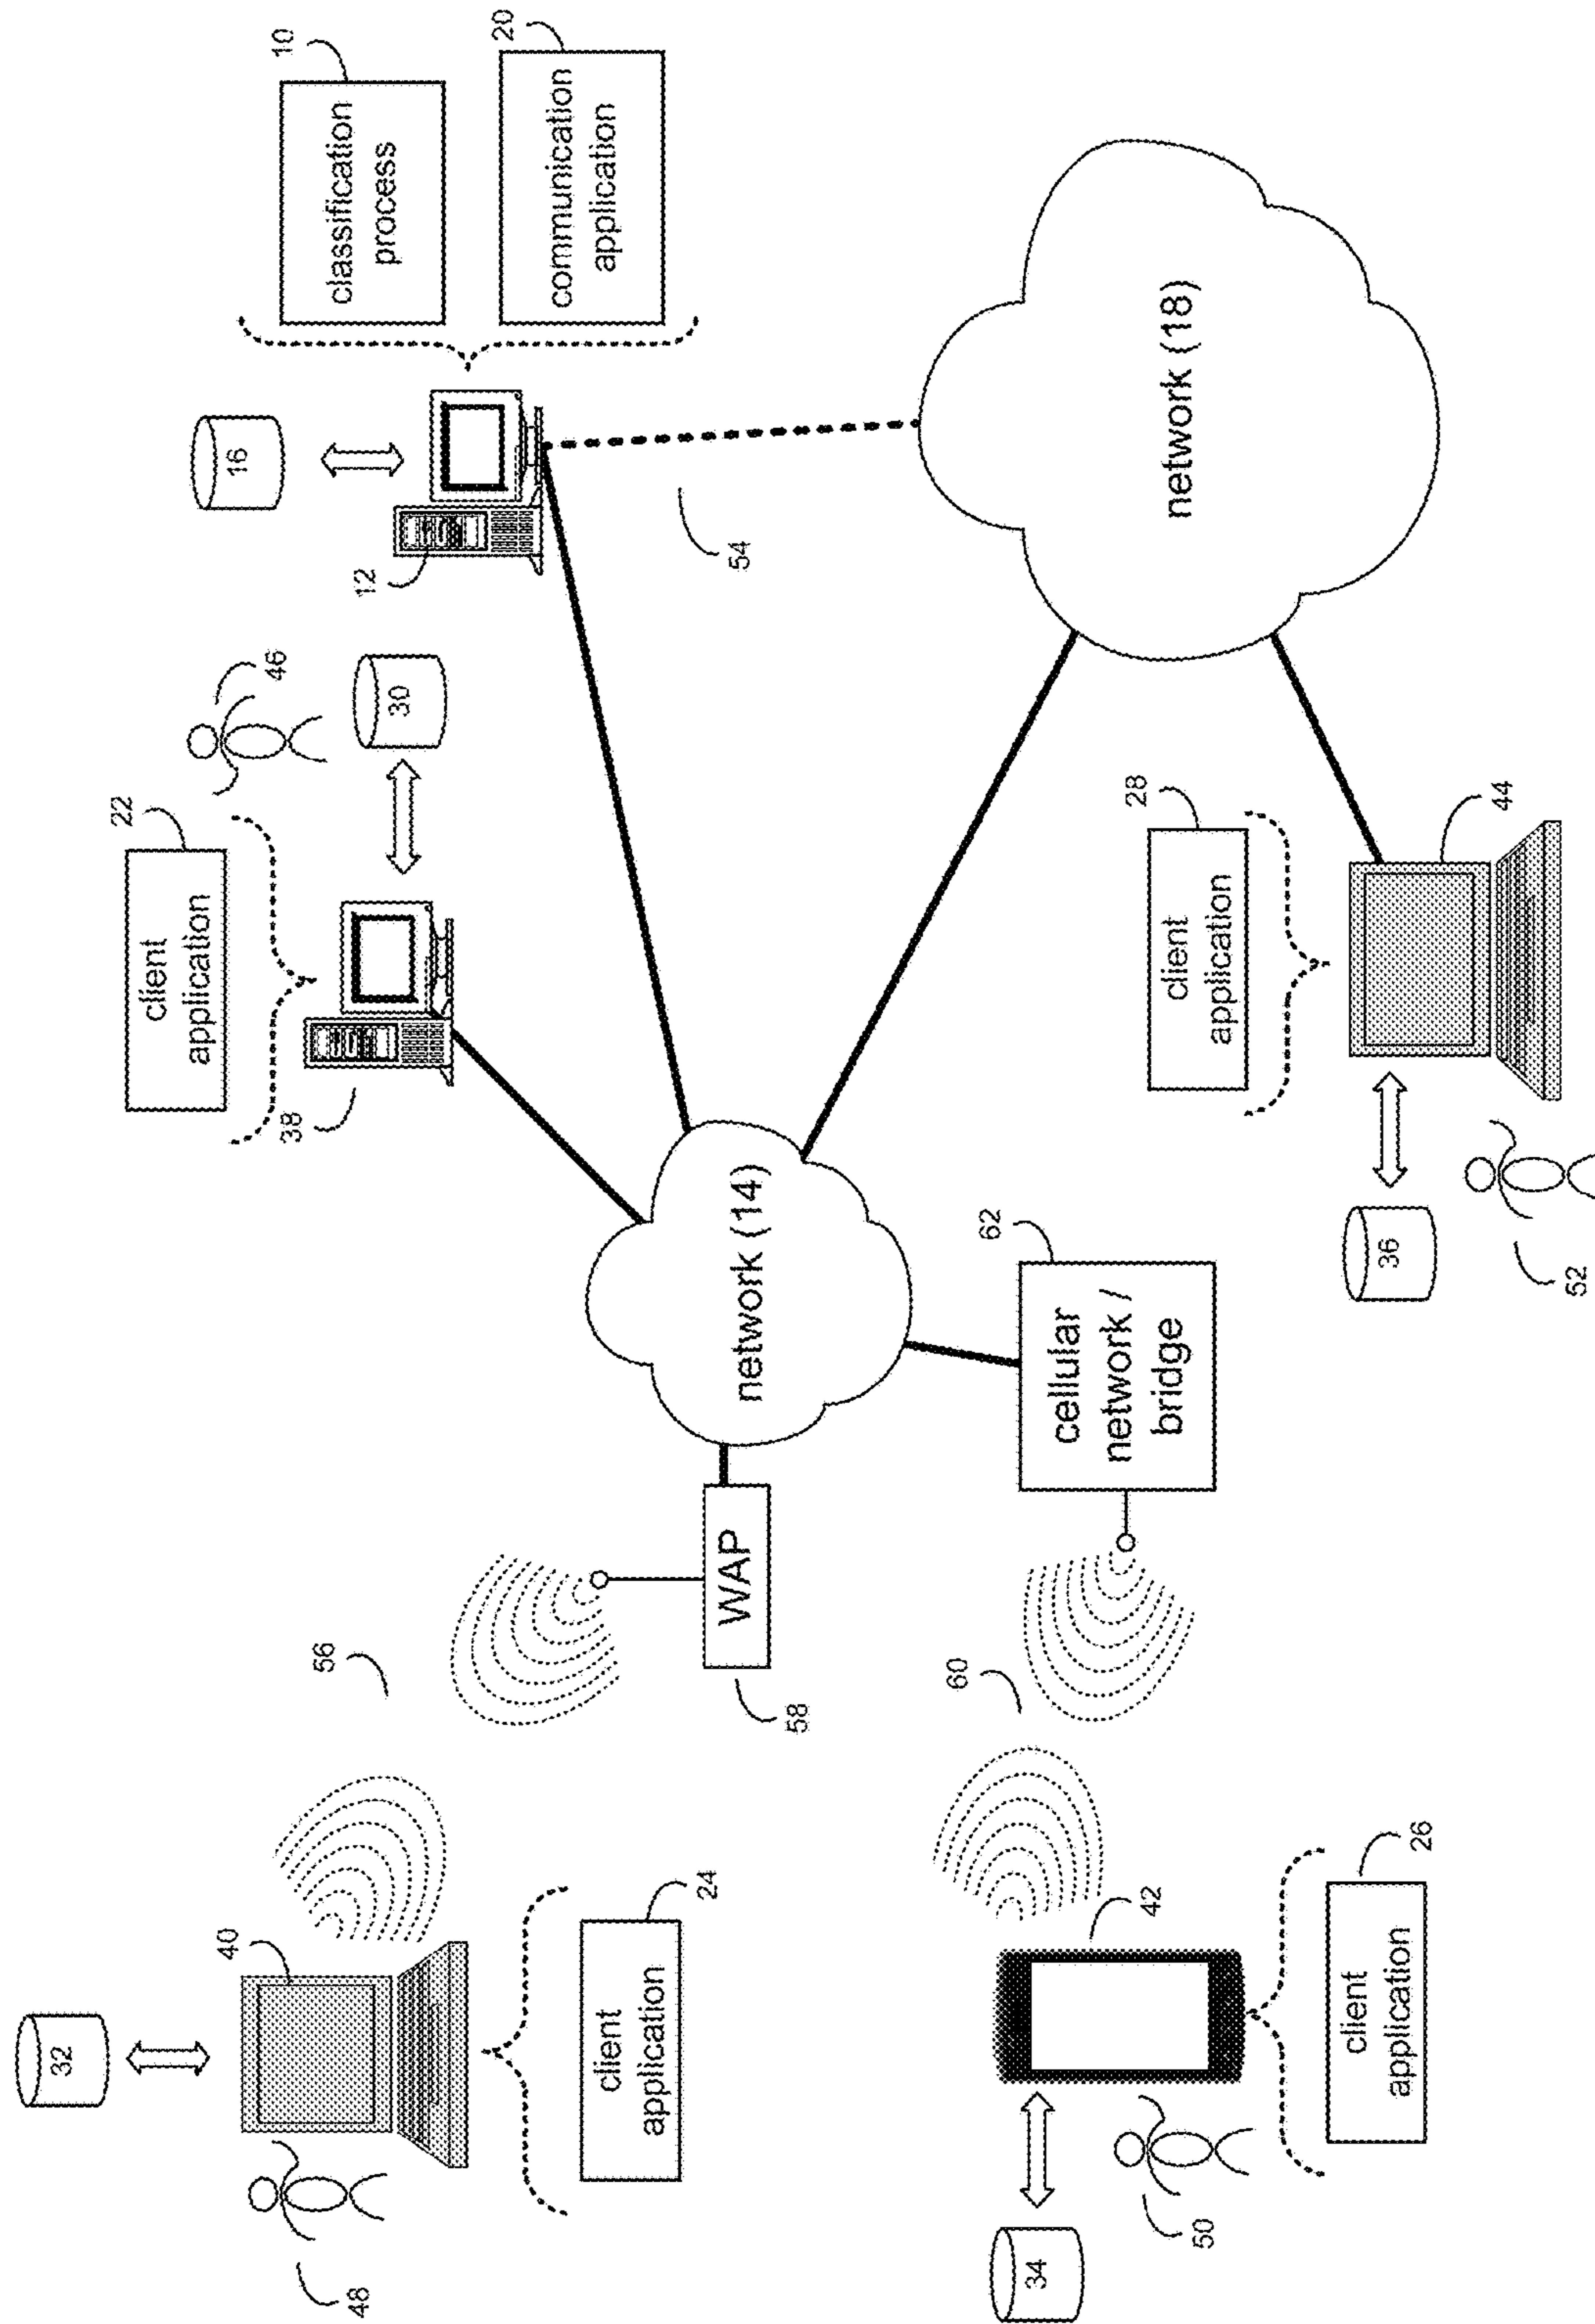 32
22
client
application
40
16
46
10
38
56
classification
process
48
12
30
20
communication
application
client
application
24
54
WAP
network (14)
58
60
62
34
cellular
network /
bridge
28
42
client
application
network (18)
50
client
application
36
26
44
52